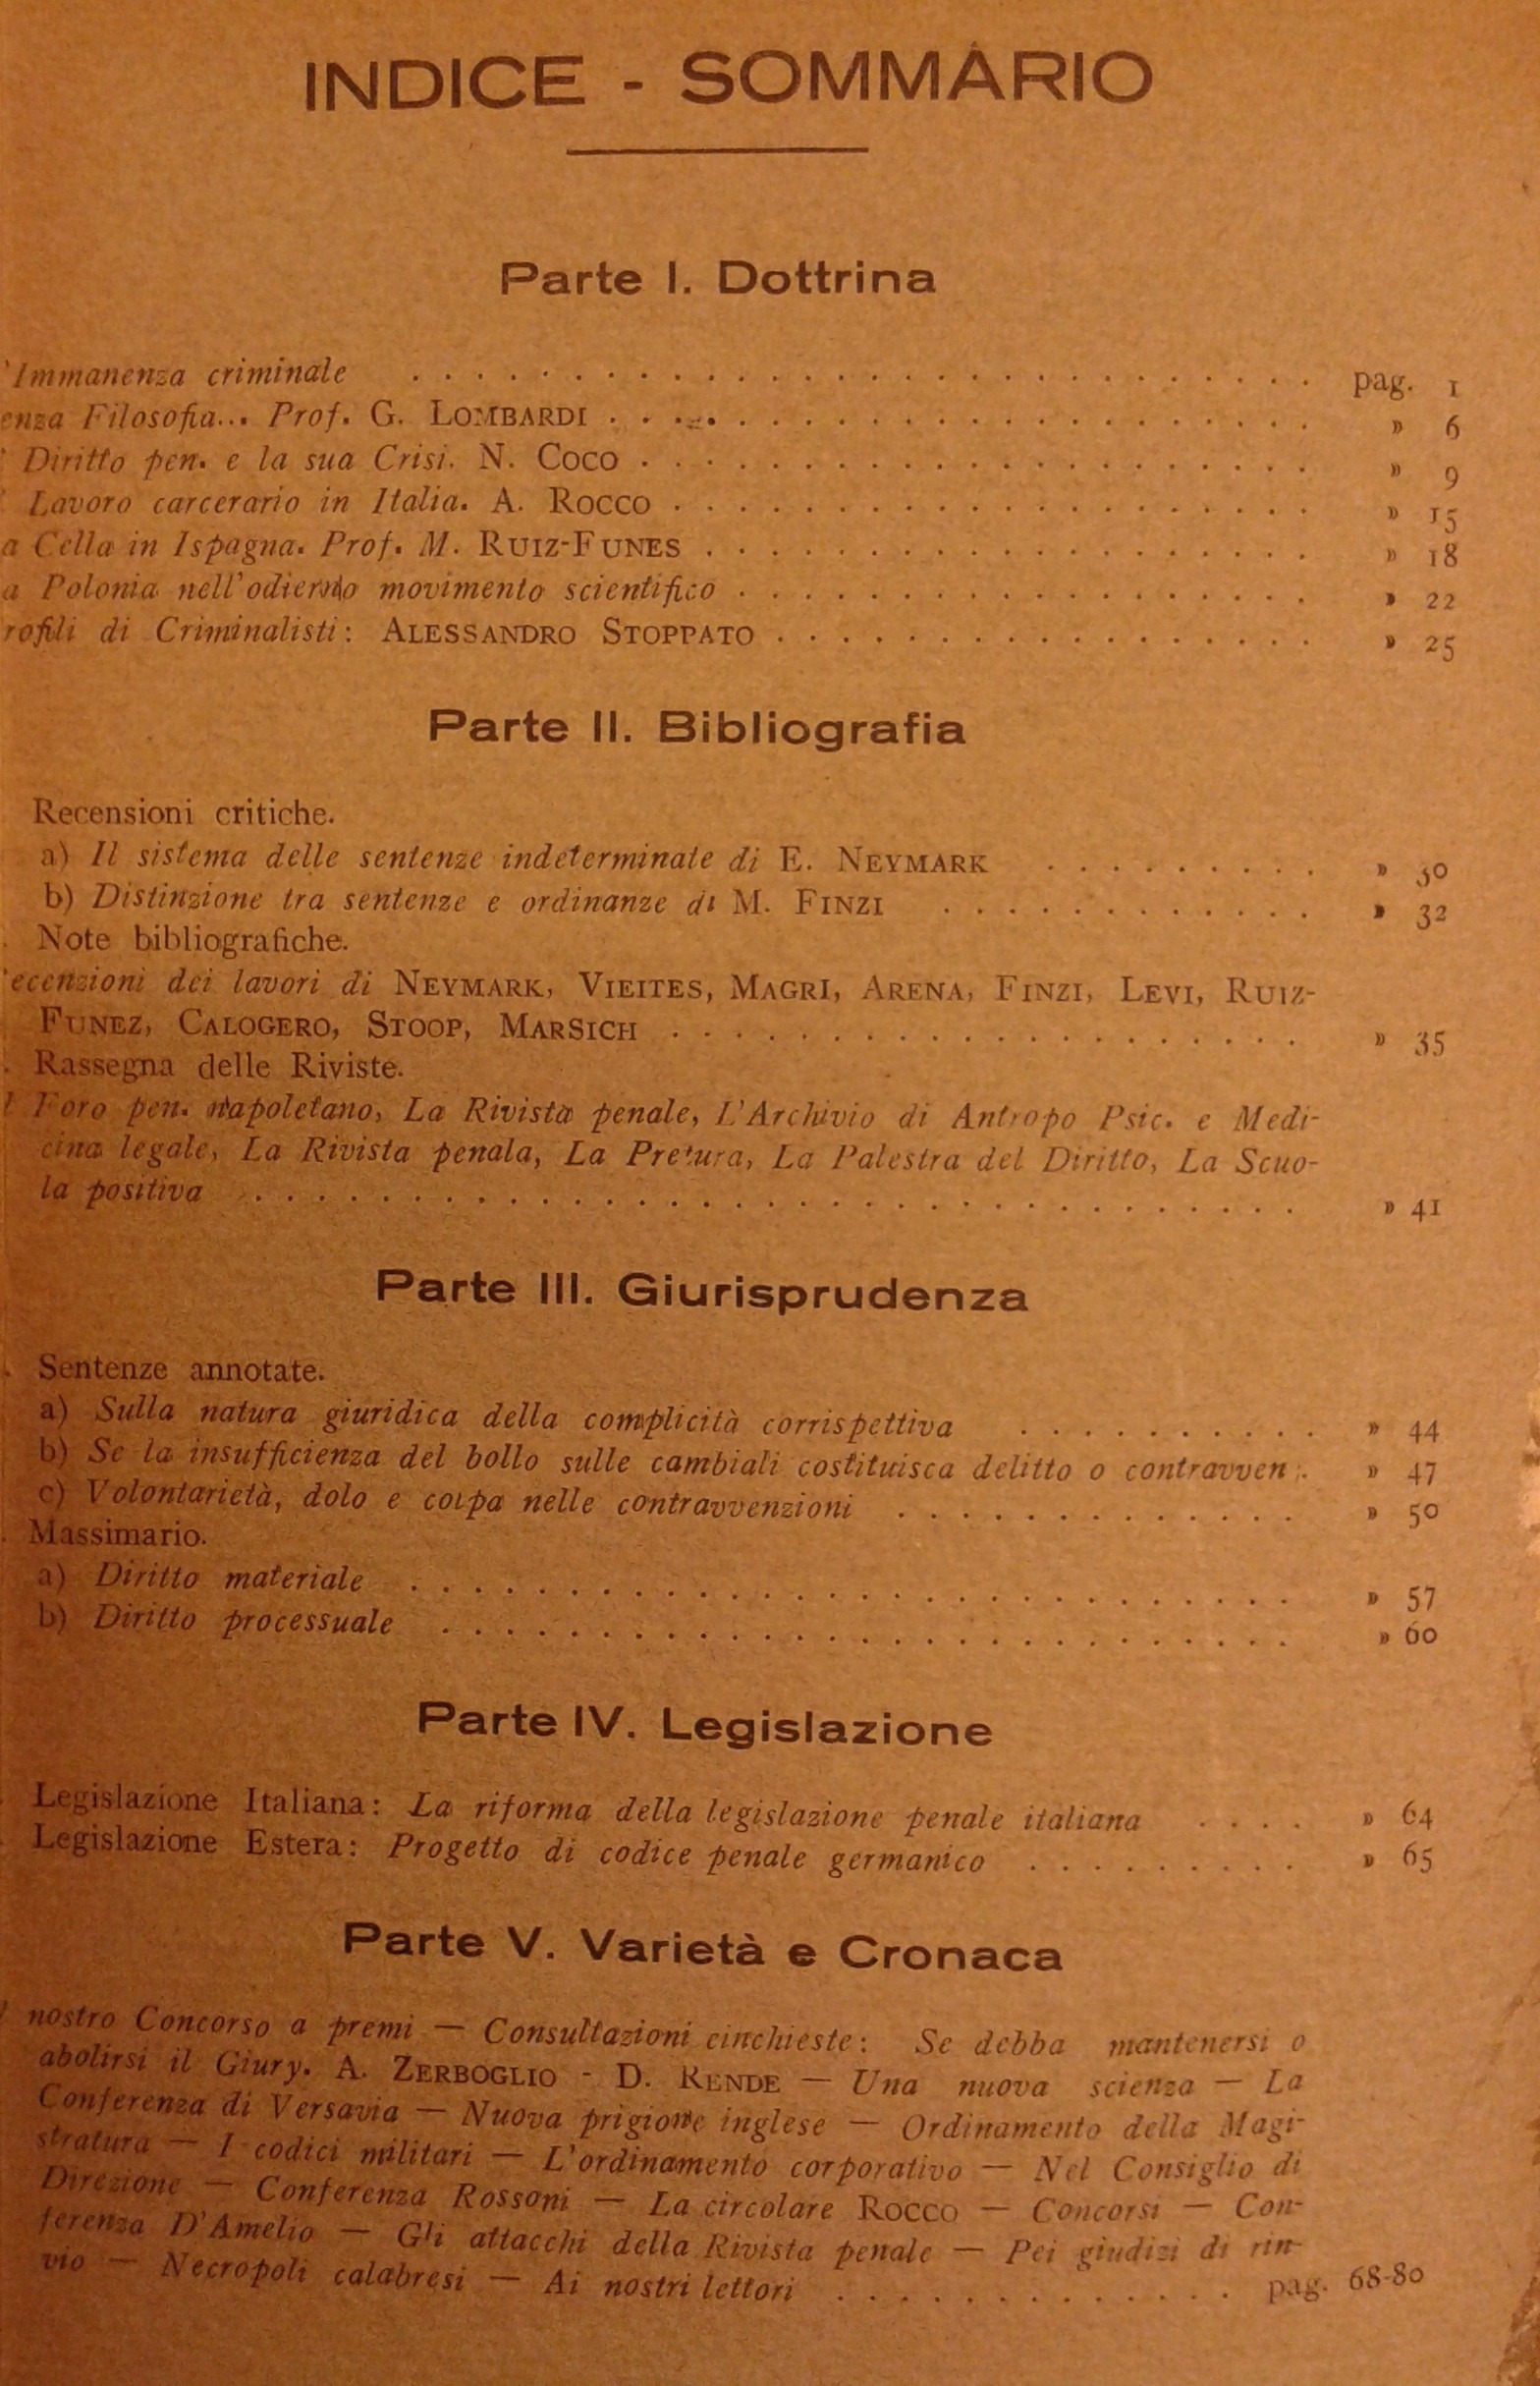 INDICE - SOMMARIO
Parte I. Dottrina
'Immanenza criminale . . . . . pag. 1
enza Filosofia... Prof. G. LOMBARDI . . . . . » 6
Diritto pen. e la sua Crisi. N. COCO . . . . . » 9
Lavoro carcerario in Italia. A. ROCCO . . . . . » 15
a Cella in Ispagna. Prof. M. RUIZ-FUNES . . . . . » 18
a Polonia nell'odierno movimento scientifico . . . . . » 22
rofili di Criminalisti: ALESSANDRO STOPPATO . . . . . » 25
Parte II. Bibliografia
Recensioni critiche.
a) Il sistema delle sentenze indeterminate di E. NEYMARK . . . . . » 30
b) Distinzione tra sentenze e ordinanze di M. FINZI . . . . . » 32
Note bibliografiche.
ecenzioni dei lavori di NEYMARK, VIEITES, MAGRI, ARENA, FINZI, LEVI, RUIZ-
FUNEZ, CALOGERO, STOOP, MARSICH . . . . . » 35
Rassegna delle Riviste.
l Foro pen. napoletano, La Rivista penale, L'Archivio di Antropo Psic. e Medi-
cina legale, La Rivista penala, La Pretura, La Palestra del Diritto, La Scuo-
la positiva . . . . . » 41
Parte III. Giurisprudenza
Sentenze annotate.
a) Sulla natura giuridica della complicità corrispettiva . . . . . » 44
b) Se la insufficienza del bollo sulle cambiali costituisca delitto o contravven . » 47
c) Volontarietà, dolo e colpa nelle contravvenzioni . . . . . » 50
Massimario.
a) Diritto materiale . . . . . » 57
b) Diritto processuale . . . . . » 60
Parte IV. Legislazione
Legislazione Italiana: La riforma della legislazione penale italiana . . . . » 64
Legislazione Estera: Progetto di codice penale germanico . . . . . » 65
Parte V. Varietà e Cronaca
l nostro Concorso a premi — Consultazioni einchieste: Se debba mantenersi o
abolirsi il Giury. A. ZERBOGLIO - D. RENDE — Una nuova scienza — La
Conferenza di Versavia — Nuova prigione inglese — Ordinamento della Magi-
stratura — I codici militari — L'ordinamento corporativo — Nel Consiglio di
Direzione — Conferenza Rossoni — La circolare ROCCO — Concorsi — Con-
ferenza D'Amelio — Gli attacchi della Rivista penale — Pei giudizi di rin-
vio — Necropoli calabresi — Ai nostri lettori . . . . . pag. 68-80